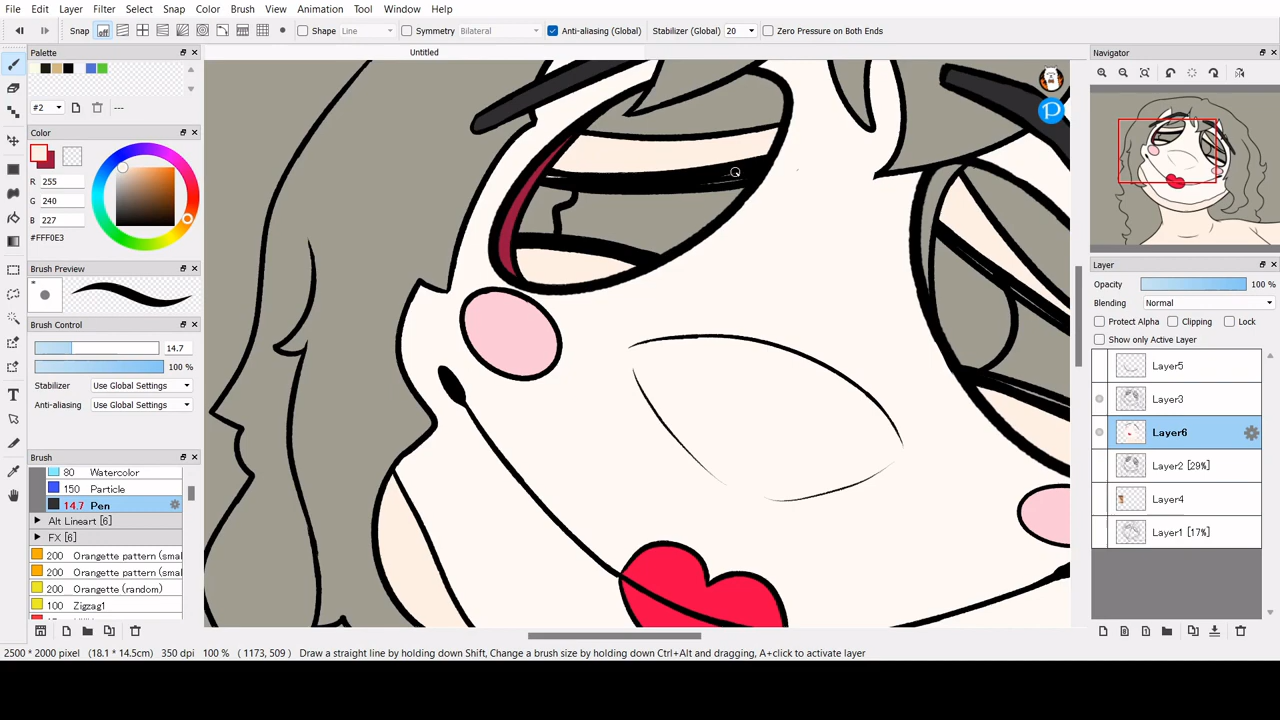 File Edit Layer Filter Select Snap Color Brush View Animation Tool Window Help
Snap off Shape Line Symmetry Bilateral Anti-aliasing (Global) Stabilizer (Global) 20 Zero Pressure on Both Ends
Palette
Untitled
Navigator
#2
---
Color
R 255
G 240
B 227
#FFF0E3
Brush Preview
Brush Control
14.7
100 %
Stabilizer Use Global Settings
Anti-aliasing Use Global Settings
Brush
80 Watercolor
150 Particle
14.7 Pen
Alt Lineart [6]
FX [6]
200 Orangette pattern (smal
200 Orangette pattern (smal
200 Orangette (random)
100 Zigzag1
P
Layer
Opacity 100 %
Blending Normal
Protect Alpha Clipping Lock
Show only Active Layer
Layer5
Layer3
Layer6
Layer2 [29%]
Layer4
Layer1 [17%]
2500 * 2000 pixel (18.1 * 14.5cm) 350 dpi 100 % ( 1173, 509 ) Draw a straight line by holding down Shift, Change a brush size by holding down Ctrl+Alt and dragging, A+click to activate layer